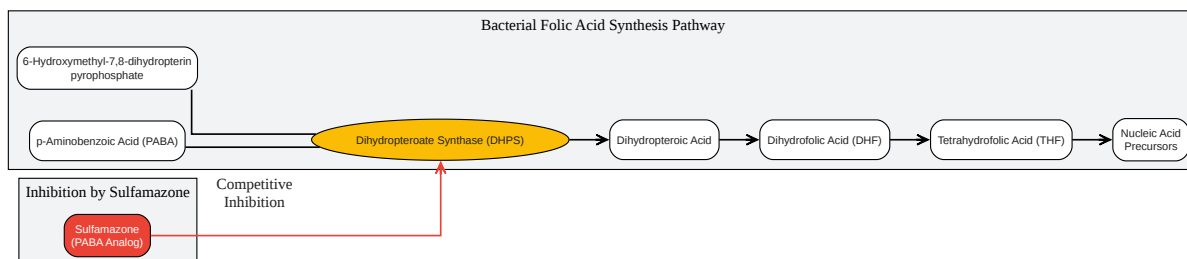 Bacterial Folic Acid Synthesis Pathway
6-Hydroxymethyl-7,8-dihydropterin
pyrophosphate
p-Aminobenzoic Acid (PABA)
Dihydropteroate Synthase (DHPS)
Dihydropteroic Acid
Dihydrofolic Acid (DHF)
Tetrahydrofolic Acid (THF)
Nucleic Acid
Precursors
Inhibition by Sulfamazone
Competitive
Inhibition
Sulfamazone
(PABA Analog)